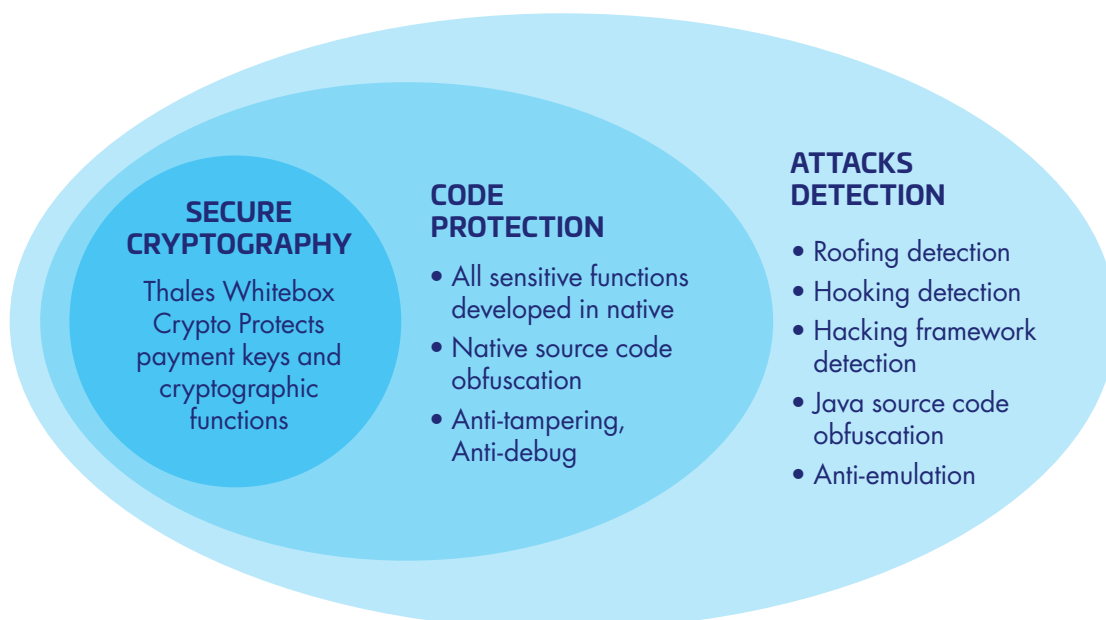 SECURE
CRYPTOGRAPHY
Thales Whitebox
Crypto Protects
payment keys and
cryptographic
functions
CODE
PROTECTION
• All sensitive functions
developed in native
• Native source code
obfuscation
• Anti-tampering,
Anti-debug
ATTACKS
DETECTION
• Roofing detection
• Hooking detection
• Hacking framework
detection
• Java source code
obfuscation
• Anti-emulation